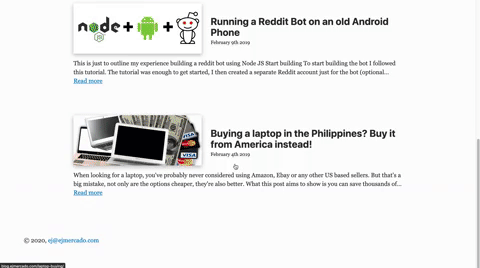 node
JS
Running a Reddit Bot on an old Android
Phone
February 9th 2019
This is just to outline my experience building a reddit bot using Node JS Start building To start building the bot I followed
this tutorial. The tutorial was enough to get started, I then created a separate Reddit account just for the bot (optional...
Read more
Buying a laptop in the Philippines? Buy it
from America instead!
February 4th 2019
When looking for a laptop, you've probably never considered using Amazon, Ebay or any other US based sellers. But that's a
big mistake, not only are the options cheaper, they're also better. What this post aims to show is you can save thousands of...
Read more
© 2020, ej@ejmercado.com